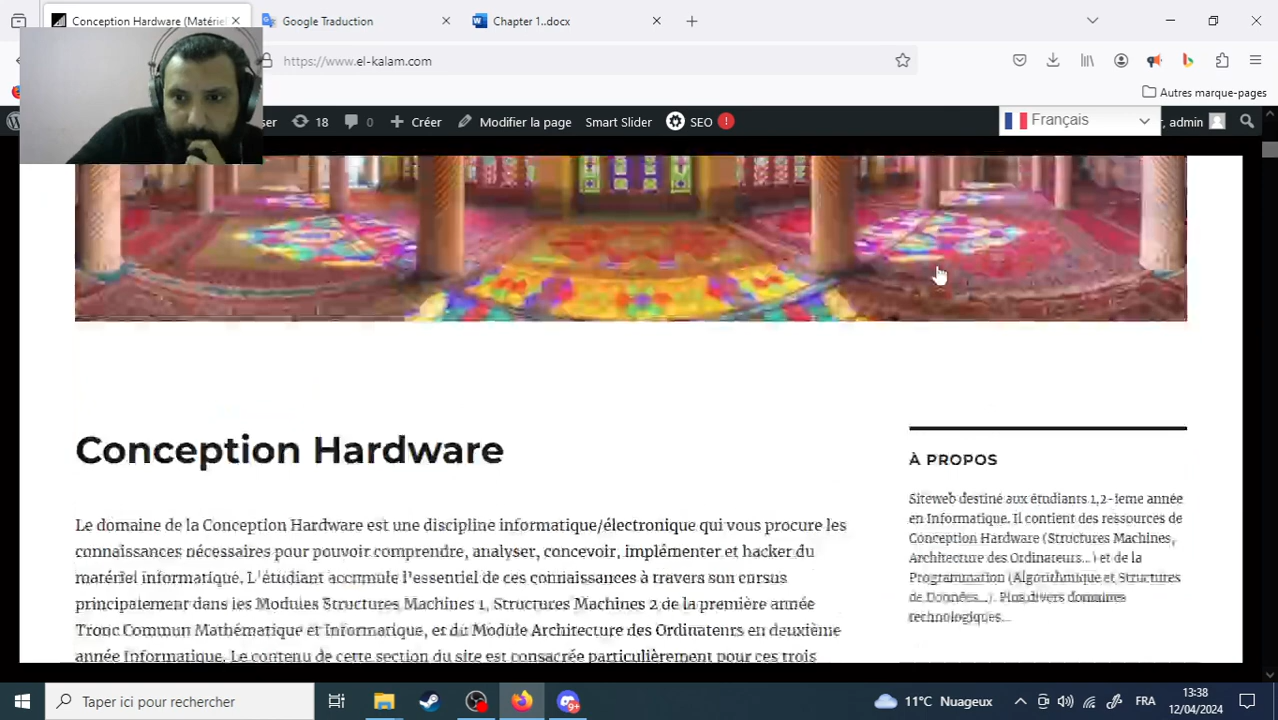 Conception Hardware (Matérie
Google Traduction
Chapter 1..docx
https://www.el-kalam.com
Autres marque-pages
ser
18
0
Créer
Modifier la page
Smart Slider
SEO
!
Français
, admin
Conception Hardware
Le domaine de la Conception Hardware est une discipline informatique/électronique qui vous procure les
connaissances nécessaires pour pouvoir comprendre, analyser, concevoir, implémenter et hacker du
marériel informatique. L'étudiant accumule l'essentiel de ces connaissances à travers son cursus
principalement dans les Modules Structures Machines 1, Structures Machines 2 de la première année
Tronc Commun Mathématique et Informatique, et du Module Architecture des Ordinateurs en deuxième
année Informatique. Le contenu de cette section du site est consacrée particulièrement pour ces trois
À PROPOS
Siteweb destiné aux étudiants 1,2-ieme année
en Informatique. Il contient des ressources de
Conception Hardware (Structures Machines,
Architecture des Ordinateurs... ) et de la
Programmation (Algorithmique et Structures
de Données... ). Plus divers domaines
technologiques...
Taper ici pour rechercher
9+
11°C Nuageux
FRA
13:38
12/04/2024